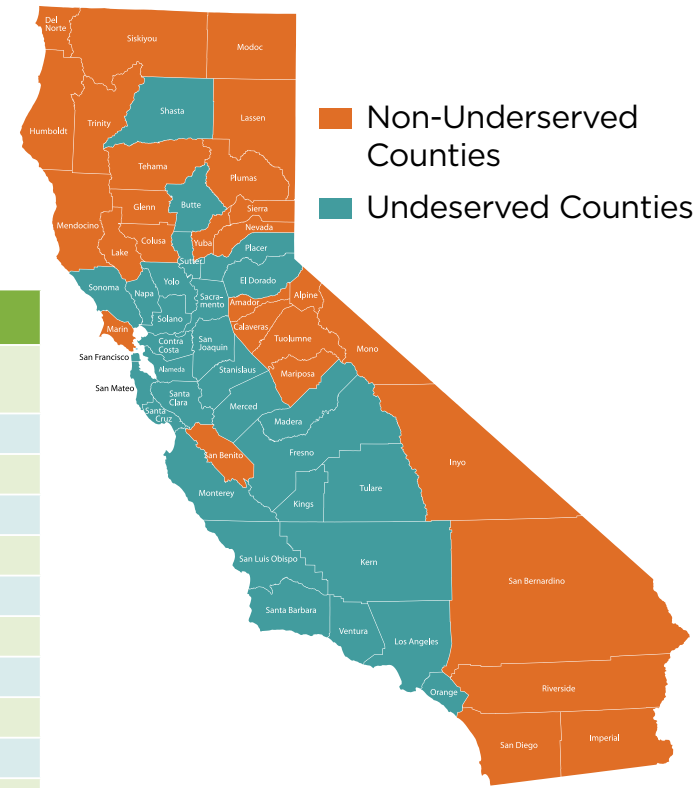 Del
Norte
Siskiyou
Modoc
Humboldt
Trinity
Shasta
Lassen
Non-Underserved
Counties
Undeserved Counties
Tehama
Plumas
Glenn
Butte
Sierra
Mendocino
Colusa
Yuba
Nevada
Lake
Sutter
Placer
Sonoma
Napa
Yolo
El Dorado
Sacra-
mento
Solano
Amador
Alpine
Marin
Calaveras
Contra
Costa
San
Joaquin
Tuolumne
Mono
San Francisco
Alameda
Stanislaus
Mariposa
San Mateo
Santa
Clara
Merced
Santa
Cruz
Madera
San Benito
Fresno
Inyo
Monterey
Kings
Tulare
San Luis Obispo
Kern
San Bernardino
Santa Barbara
Ventura
Los Angeles
Orange
Riverside
San Diego
Imperial